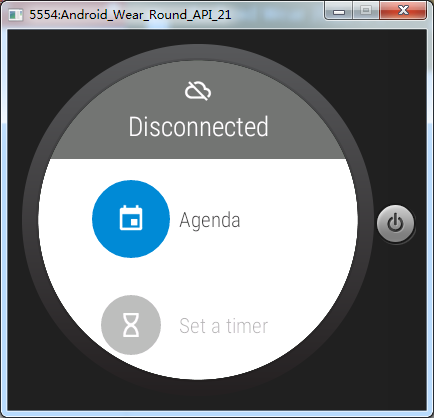 5554:Android_Wear_Round_API_21
Disconnected
Agenda
Set a timer